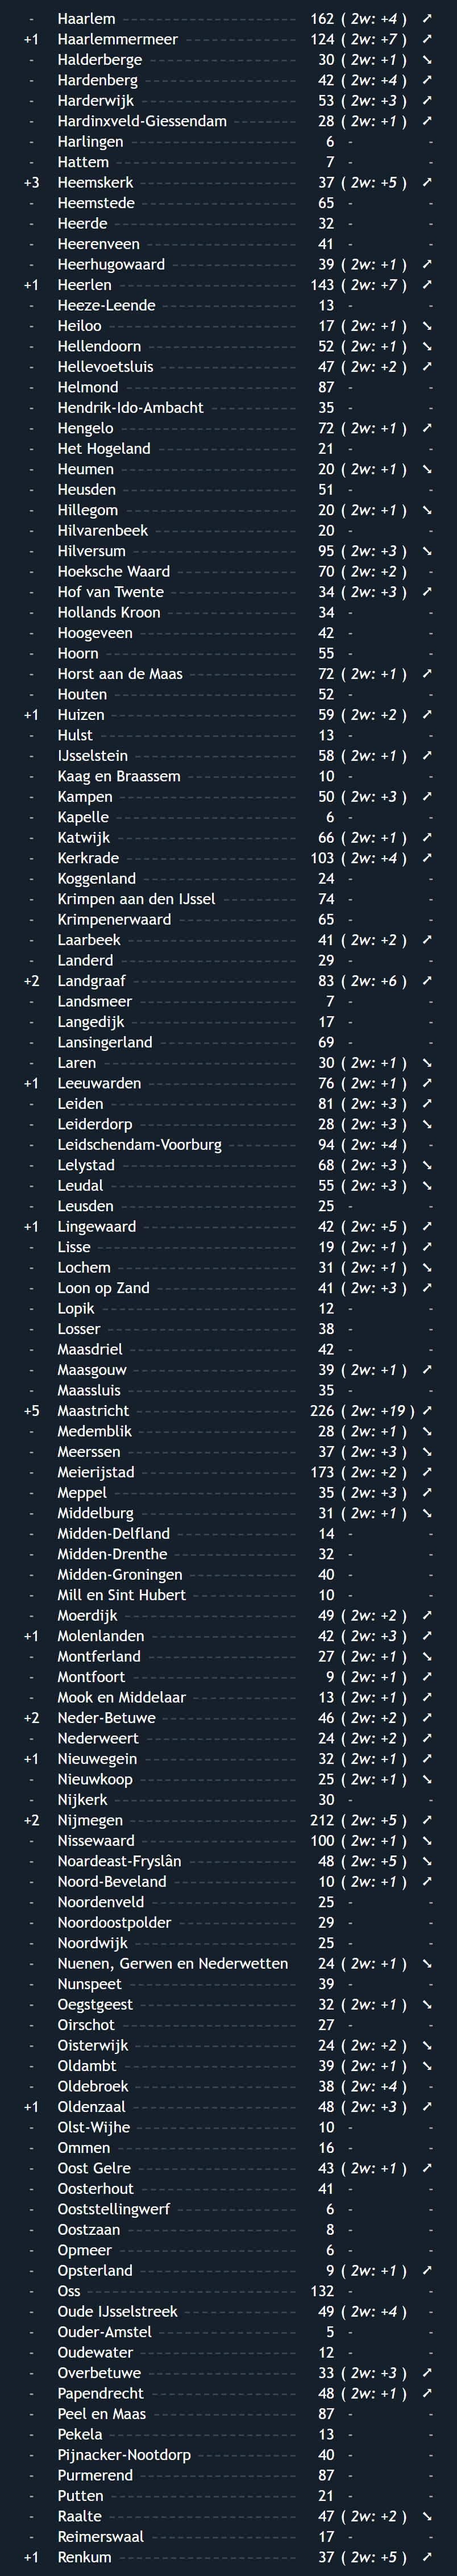 - Haarlem 162 ( 2w: +4 ) ➚
+1 Haarlemmermeer 124 ( 2w: +7 ) ➚
- Halderberge 30 ( 2w: +1 ) ➘
- Hardenberg 42 ( 2w: +4 ) ➚
- Harderwijk 53 ( 2w: +3 ) ➚
- Hardinxveld-Giessendam 28 ( 2w: +1 ) ➚
- Harlingen 6 - -
- Hattem 7 - -
+3 Heemskerk 37 ( 2w: +5 ) ➚
- Heemstede 65 - -
- Heerde 32 - -
- Heerenveen 41 - -
- Heerhugowaard 39 ( 2w: +1 ) ➚
+1 Heerlen 143 ( 2w: +7 ) ➚
- Heeze-Leende 13 - -
- Heiloo 17 ( 2w: +1 ) ➘
- Hellendoorn 52 ( 2w: +1 ) ➘
- Hellevoetsluis 47 ( 2w: +2 ) ➚
- Helmond 87 - -
- Hendrik-Ido-Ambacht 35 - -
- Hengelo 72 ( 2w: +1 ) ➚
- Het Hogeland 21 - -
- Heumen 20 ( 2w: +1 ) ➘
- Heusden 51 - -
- Hillegom 20 ( 2w: +1 ) ➘
- Hilvarenbeek 20 - -
- Hilversum 95 ( 2w: +3 ) ➘
- Hoeksche Waard 70 ( 2w: +2 ) -
- Hof van Twente 34 ( 2w: +3 ) ➚
- Hollands Kroon 34 - -
- Hoogeveen 42 - -
- Hoorn 55 - -
- Horst aan de Maas 72 ( 2w: +1 ) ➚
- Houten 52 - -
+1 Huizen 59 ( 2w: +2 ) ➚
- Hulst 13 - -
- IJsselstein 58 ( 2w: +1 ) ➚
- Kaag en Braassem 10 - -
- Kampen 50 ( 2w: +3 ) ➚
- Kapelle 6 - -
- Katwijk 66 ( 2w: +1 ) ➚
- Kerkrade 103 ( 2w: +4 ) ➚
- Koggenland 24 - -
- Krimpen aan den IJssel 74 - -
- Krimpenerwaard 65 - -
- Laarbeek 41 ( 2w: +2 ) ➚
- Landerd 29 - -
+2 Landgraaf 83 ( 2w: +6 ) ➚
- Landsmeer 7 - -
- Langedijk 17 - -
- Lansingerland 69 - -
- Laren 30 ( 2w: +1 ) ➘
+1 Leeuwarden 76 ( 2w: +1 ) ➚
- Leiden 81 ( 2w: +3 ) ➚
- Leiderdorp 28 ( 2w: +3 ) ➘
- Leidschendam-Voorburg 94 ( 2w: +4 ) -
- Lelystad 68 ( 2w: +3 ) ➘
- Leudal 55 ( 2w: +3 ) ➘
- Leusden 25 - -
+1 Lingewaard 42 ( 2w: +5 ) ➚
- Lisse 19 ( 2w: +1 ) ➚
- Lochem 31 ( 2w: +1 ) ➘
- Loon op Zand 41 ( 2w: +3 ) ➚
- Lopik 12 - -
- Losser 38 - -
- Maasdriel 42 - -
- Maasgouw 39 ( 2w: +1 ) ➚
- Maassluis 35 - -
+5 Maastricht 226 ( 2w: +19 ) ➚
- Medemblik 28 ( 2w: +1 ) ➘
- Meerssen 37 ( 2w: +3 ) ➘
- Meierijstad 173 ( 2w: +2 ) ➚
- Meppel 35 ( 2w: +3 ) ➚
- Middelburg 31 ( 2w: +1 ) ➘
- Midden-Delfland 14 - -
- Midden-Drenthe 32 - -
- Midden-Groningen 40 - -
- Mill en Sint Hubert 10 - -
- Moerdijk 49 ( 2w: +2 ) ➚
+1 Molenlanden 42 ( 2w: +3 ) ➚
- Montferland 27 ( 2w: +1 ) ➘
- Montfoort 9 ( 2w: +1 ) ➚
- Mook en Middelaar 13 ( 2w: +1 ) ➚
+2 Neder-Betuwe 46 ( 2w: +2 ) ➚
- Nederweert 24 ( 2w: +2 ) ➚
+1 Nieuwegein 32 ( 2w: +1 ) ➚
- Nieuwkoop 25 ( 2w: +1 ) ➘
- Nijkerk 30 - -
+2 Nijmegen 212 ( 2w: +5 ) ➚
- Nissewaard 100 ( 2w: +1 ) ➘
- Noardeast-Fryslân 48 ( 2w: +5 ) ➘
- Noord-Beveland 10 ( 2w: +1 ) ➚
- Noordenveld 25 - -
- Noordoostpolder 29 - -
- Noordwijk 25 - -
- Nuenen, Gerwen en Nederwetten 24 ( 2w: +1 ) ➘
- Nunspeet 39 - -
- Oegstgeest 32 ( 2w: +1 ) ➘
- Oirschot 27 - -
- Oisterwijk 24 ( 2w: +2 ) ➘
- Oldambt 39 ( 2w: +1 ) ➘
- Oldebroek 38 ( 2w: +4 ) -
+1 Oldenzaal 48 ( 2w: +3 ) ➚
- Olst-Wijhe 10 - -
- Ommen 16 - -
- Oost Gelre 43 ( 2w: +1 ) ➚
- Oosterhout 41 - -
- Ooststellingwerf 6 - -
- Oostzaan 8 - -
- Opmeer 6 - -
- Opsterland 9 ( 2w: +1 ) ➚
- Oss 132 - -
- Oude IJsselstreek 49 ( 2w: +4 ) -
- Ouder-Amstel 5 - -
- Oudewater 12 - -
- Overbetuwe 33 ( 2w: +3 ) ➚
- Papendrecht 48 ( 2w: +1 ) ➚
- Peel en Maas 87 - -
- Pekela 13 - -
- Pijnacker-Nootdorp 40 - -
- Purmerend 87 - -
- Putten 21 - -
- Raalte 47 ( 2w: +2 ) ➘
- Reimerswaal 17 - -
+1 Renkum 37 ( 2w: +5 ) ➚